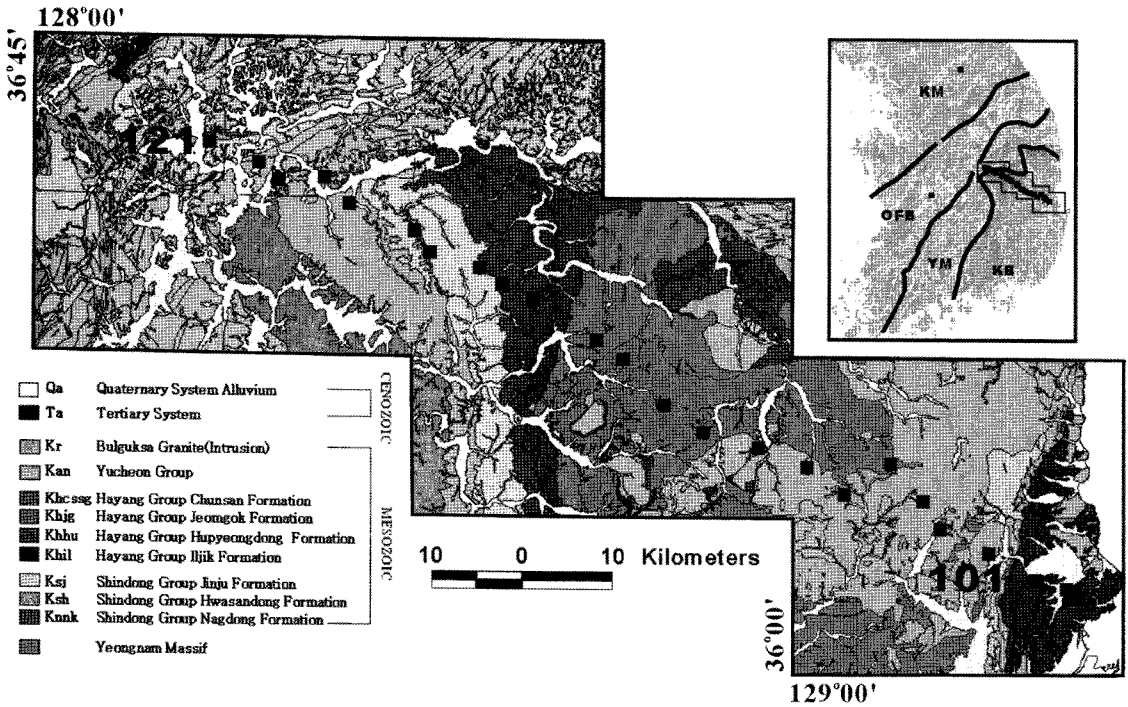 128°00'
36°45'
121
KM
OFB
YM
KB
Qa Quaternary System Alluvium
Ta Tertiary System
CENOZOIC
Kr Bulguksa Granite(Intrusion)
Kan Yucheon Group
Khcssg Hayang Group Chunsan Formation
Khjg Hayang Group Jeomgok Formation
Khhu Hayang Group Hupyeongdong Formation
Khil Hayang Group Iljik Formation
Ksj Shindong Group Jinju Formation
Ksh Shindong Group Hwasandong Formation
Knnk Shindong Group Nagdong Formation
MESOZOIC
Yeongnam Massif
10 0 10 Kilometers
101
36°00'
129°00'